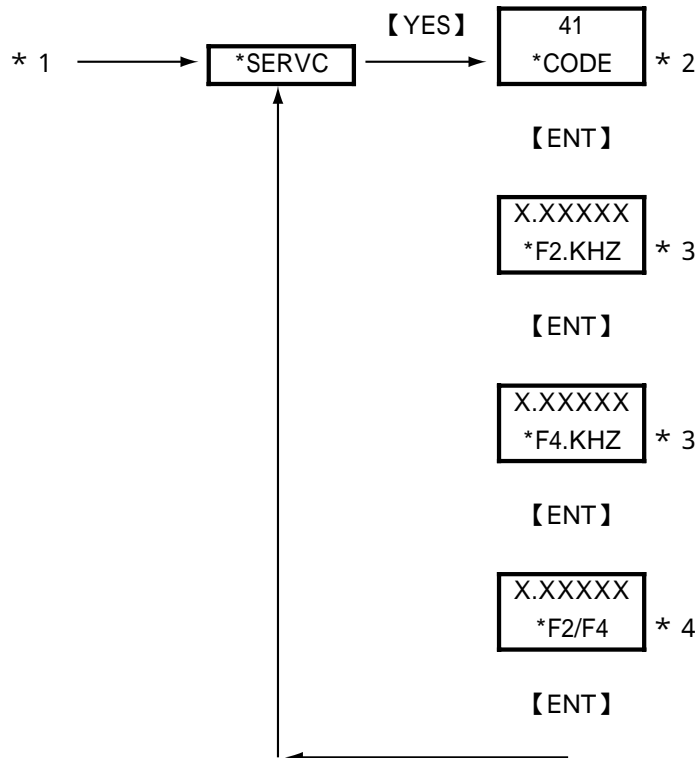 【YES】
41
* 1 *SERVC *CODE * 2
【ENT】
X.XXXXX
*F2.KHZ * 3
【ENT】
X.XXXXX
*F4.KHZ * 3
【ENT】
X.XXXXX
*F2/F4 * 4
【ENT】